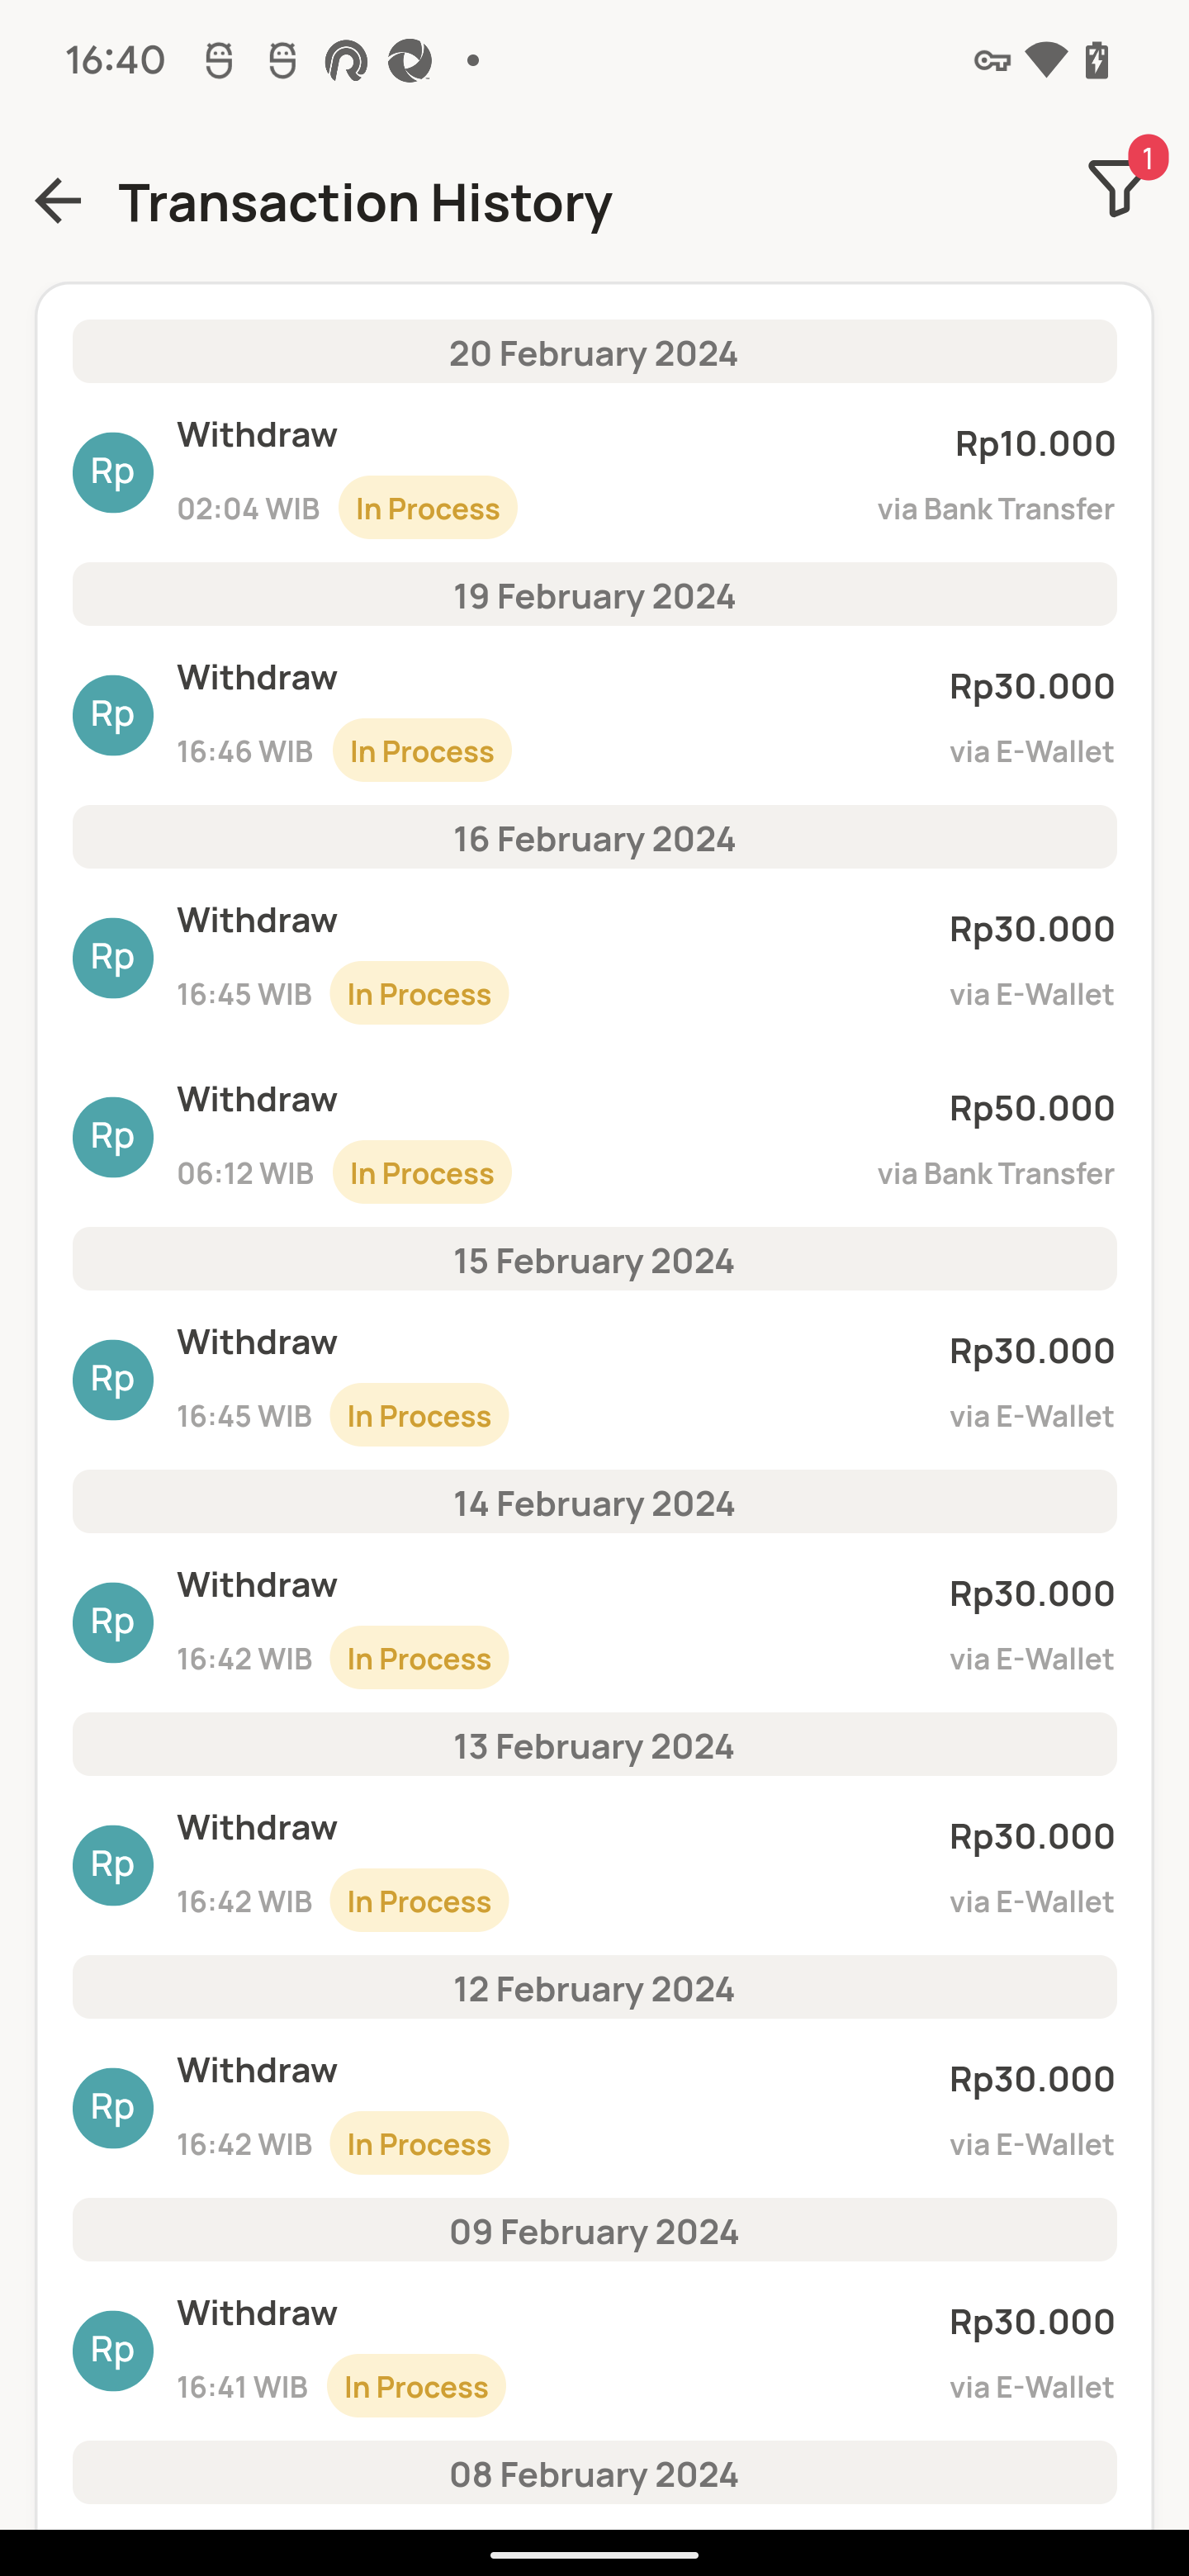 16:40
1
Transaction History
20 February 2024
Withdraw
Rp10.000
Rp
02:04 WIB In Process via Bank Transfer
19 February 2024
Withdraw
Rp30.000
Rp
16:46 WIB In Process via E-Wallet
16 February 2024
Withdraw
Rp30.000
Rp
16:45 WIB In Process via E-Wallet
Withdraw
Rp50.000
Rp
06:12 WIB In Process via Bank Transfer
15 February 2024
Withdraw
Rp30.000
Rp
16:45 WIB In Process via E-Wallet
14 February 2024
Withdraw
Rp30.000
Rp
16:42 WIB In Process via E-Wallet
13 February 2024
Withdraw
Rp30.000
Rp
16:42 WIB In Process via E-Wallet
12 February 2024
Withdraw
Rp30.000
Rp
16:42 WIB In Process via E-Wallet
09 February 2024
Withdraw
Rp30.000
Rp
16:41 WIB In Process via E-Wallet
08 February 2024